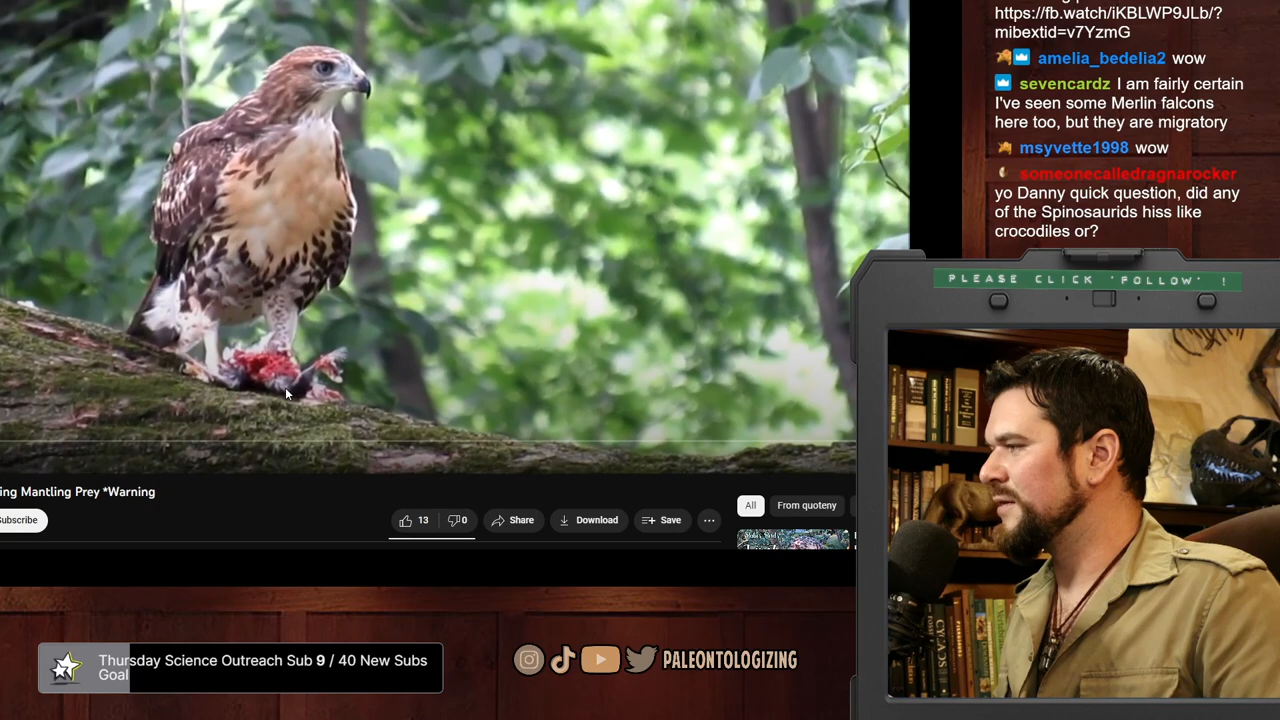 https://fb.watch/iKBLWP9JLb/?
mibextid=v7YzmG
amelia_bedelia2 wow
sevencardz I am fairly certain
I've seen some Merlin falcons
here too, but they are migratory
msyvette1998 wow
someonecalledragnarocker
yo Danny quick question, did any
of the Spinosaurids hiss like
crocodiles or?
PLEASE CLICK 'FOLLOW' !
ing Mantling Prey *Warning
ubscribe
13
0
Share
Download
Save
All
From quoteny
Thursday Science Outreach Sub 9 / 40 New Subs
Goal
PALEONTOLOGIZING